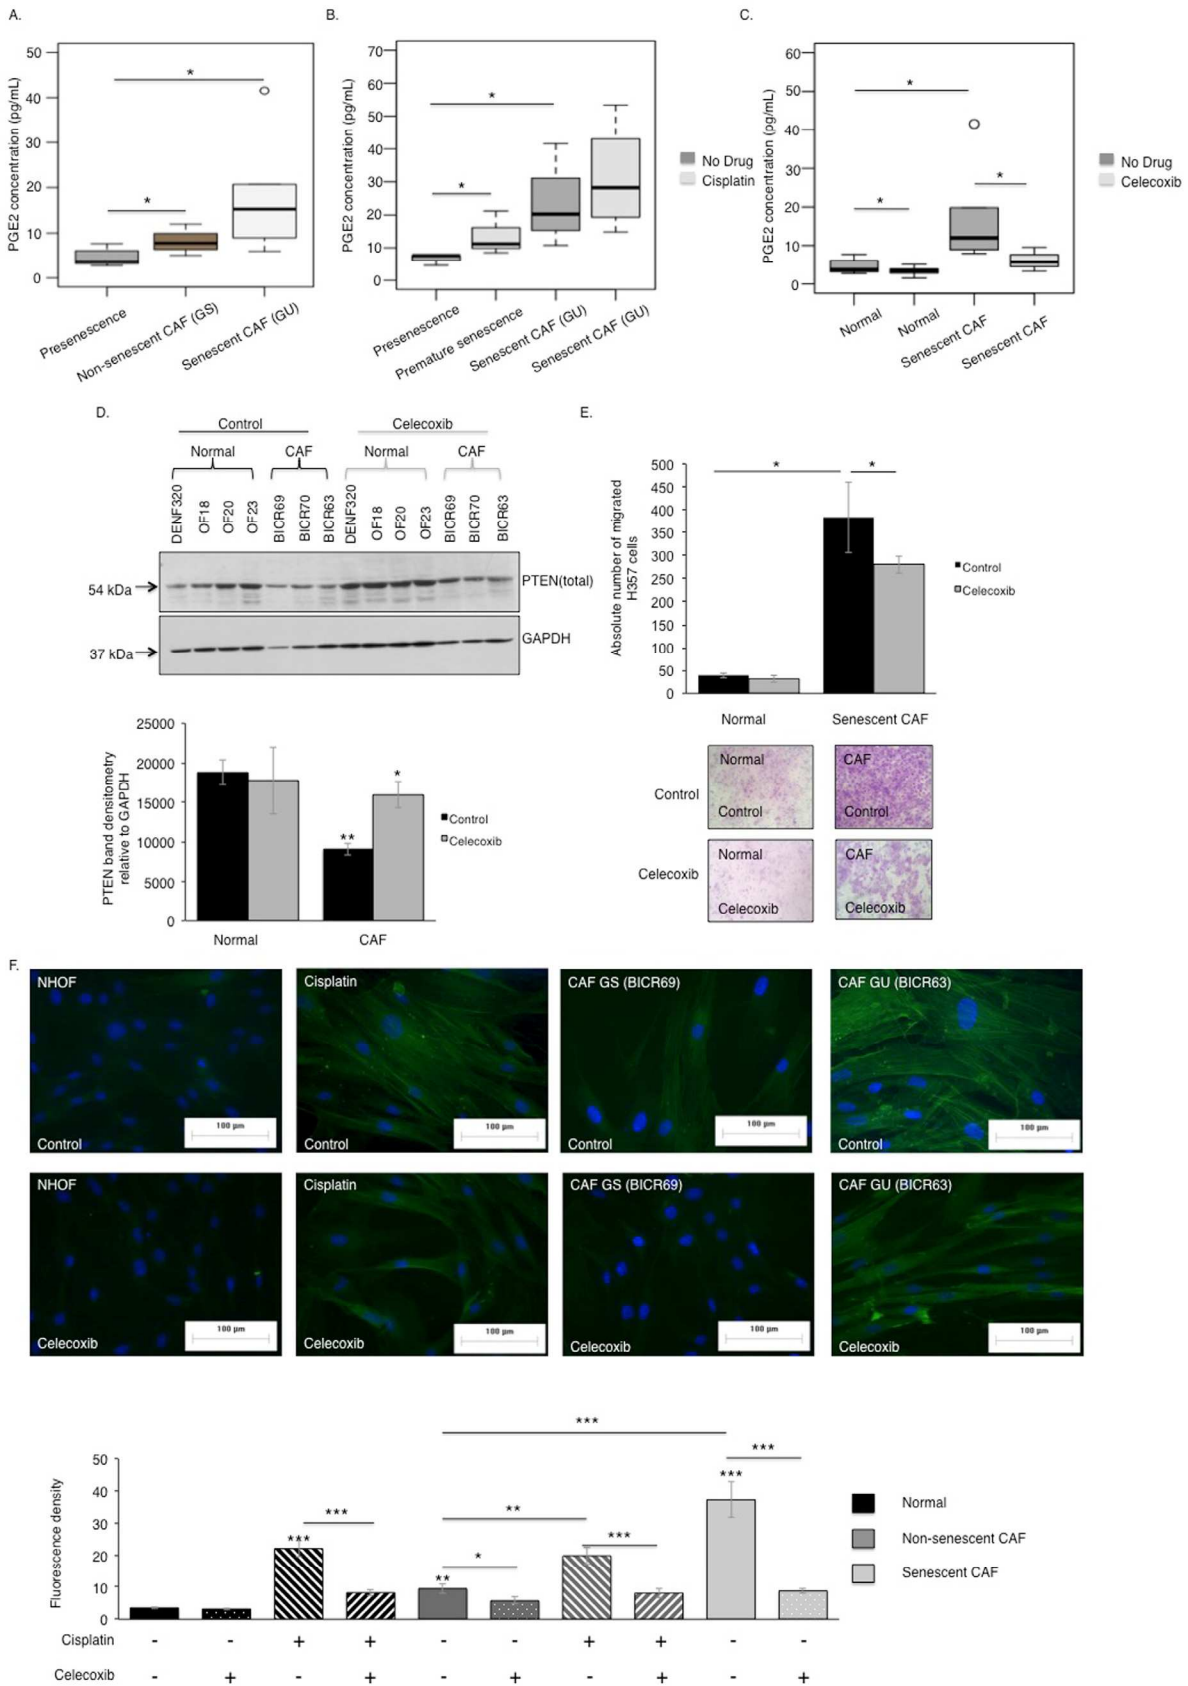 A.
B.
C.
PGE2 concentration (pg/mL)
50
40
30
20
10
0
*
*
Presenescence
Non-senescent CAF (GS)
Senescent CAF (GU)
PGE2 concentration (pg/mL)
70
60
50
40
30
20
10
0
*
*
Presenescence
Premature senescence
Senescent CAF (GU)
Senescent CAF (GU)
No Drug
Cisplatin
PGE2 concentration (pg/mL)
60
50
40
30
20
10
0
*
*
*
Normal
Normal
Senescent CAF
Senescent CAF
No Drug
Celecoxib
D.
Control Celecoxib
Normal CAF Normal CAF
DENF320 OF18 OF20 OF23 BICR69 BICR70 BICR63 DENF320 OF18 OF20 OF23 BICR69 BICR70 BICR63
54 kDa PTEN(total)
37 kDa GAPDH
PTEN band densitometry
relative to GAPDH
25000
20000
15000
10000
5000
0
**
*
Control
Celecoxib
Normal CAF
E.
Absolute number of migrated
H357 cells
500
450
400
350
300
250
200
150
100
50
0
* *
Control
Celecoxib
Normal Senescent CAF
Control
Normal
Control
CAF
Control
Celecoxib
Normal
Celecoxib
CAF
Celecoxib
F.
NHOF Cisplatin CAF GS (BICR69) CAF GU (BICR63)
100 µm 100 µm 100 µm 100 µm
Control Control Control Control
NHOF Cisplatin CAF GS (BICR69) CAF GU (BICR63)
100 µm 100 µm 100 µm 100 µm
Celecoxib Celecoxib Celecoxib Celecoxib
Fluorescence density
50
40
30
20
10
0
***
***
***
***
**
***
***
*
**
Normal
Non-senescent CAF
Senescent CAF
Cisplatin - - + + - - + + - -
Celecoxib - + - + - + - + - +